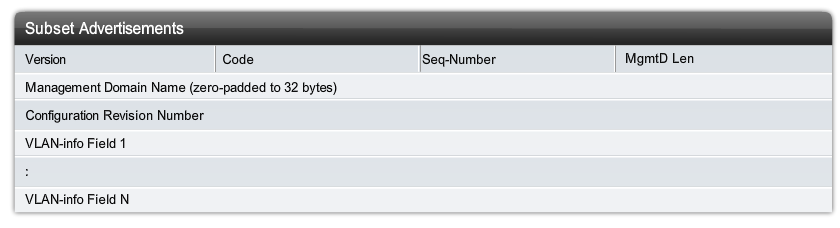 Subset Advertisements
Version Code Seq-Number MgmtD Len
Management Domain Name (zero-padded to 32 bytes)
Configuration Revision Number
VLAN-info Field 1
:
VLAN-info Field N